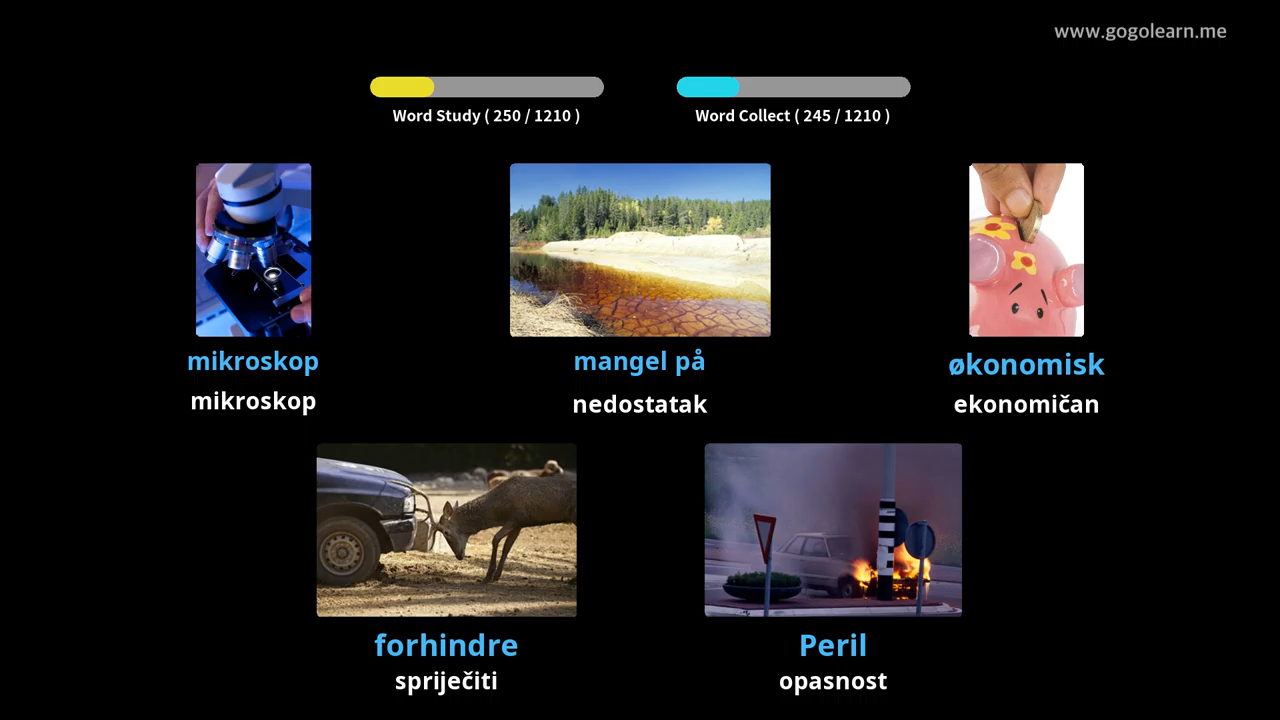 www.gogolearn.me
Word Study ( 250 / 1210 )
Word Collect ( 245 / 1210 )
mikroskop
mikroskop
mangel på
nedostatak
økonomisk
ekonomičan
forhindre
spriječiti
Peril
opasnost